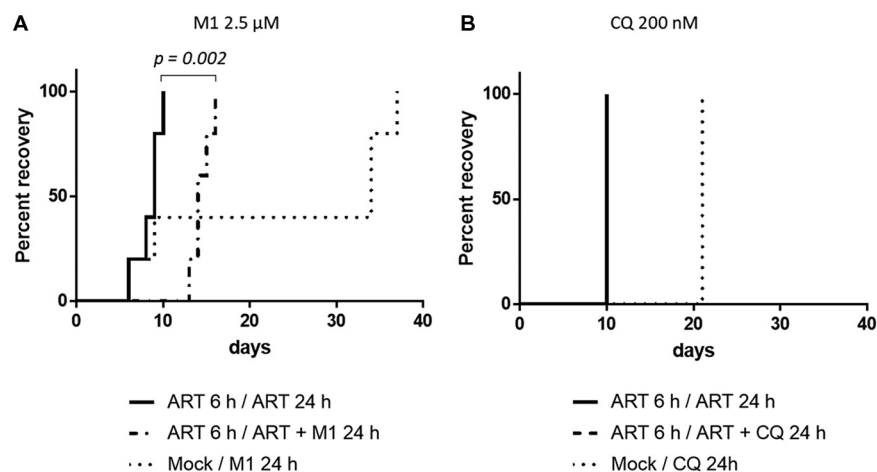 A
M1 2.5 µM
p = 0.002
Percent recovery
100
50
0
0 10 20 30 40
days
ART 6 h / ART 24 h
ART 6 h / ART + M1 24 h
Mock / M1 24 h
B
CQ 200 nM
Percent recovery
100
50
0
0 10 20 30 40
days
ART 6 h / ART 24 h
ART 6 h / ART + CQ 24 h
Mock / CQ 24h